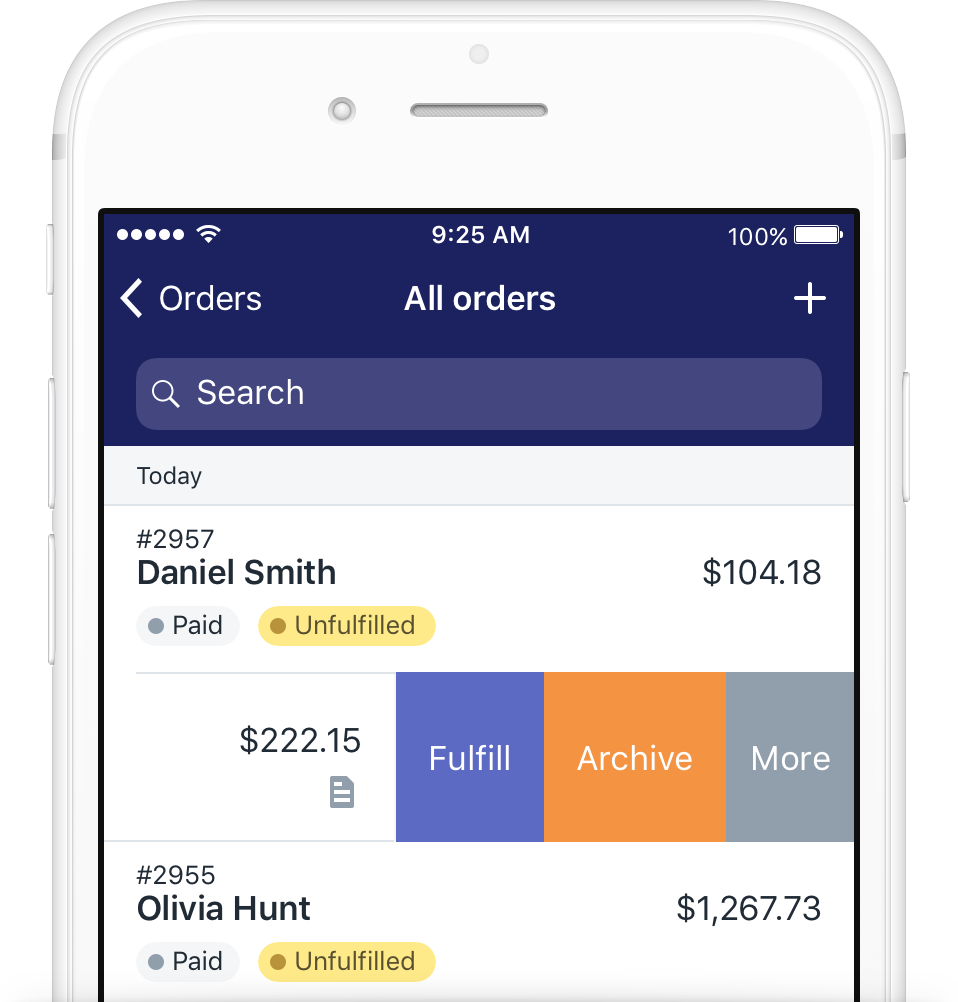 9:25 AM
100%
Orders
All orders
Search
Today
#2957
Daniel Smith
$104.18
Paid
Unfulfilled
$222.15
Fulfill
Archive
More
#2955
Olivia Hunt
$1,267.73
Paid
Unfulfilled